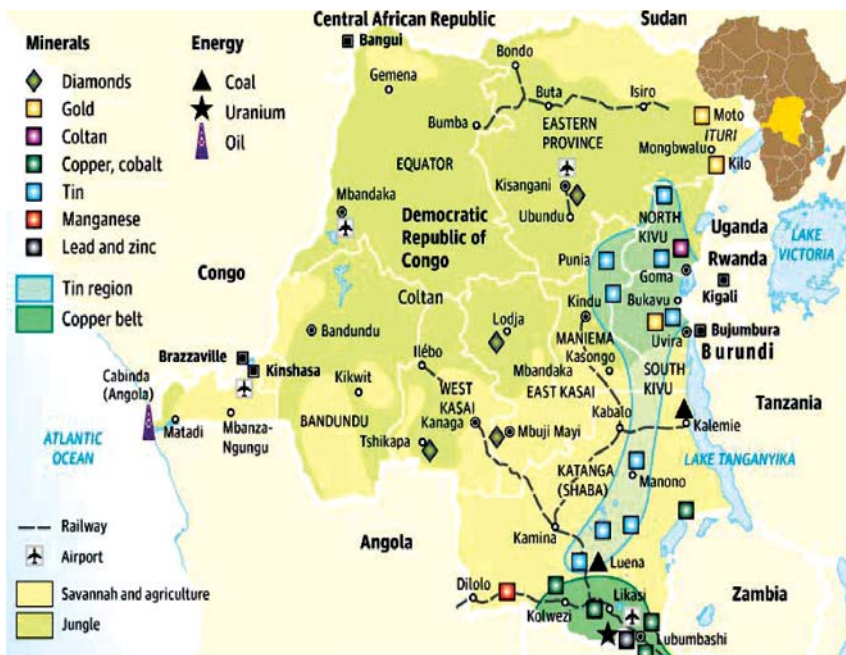 Minerals
Diamonds
Gold
Coltan
Copper, cobalt
Tin
Manganese
Lead and zinc
Tin region
Copper belt
Energy
Coal
Uranium
Oil
Central African Republic
Sudan
Bangui
Bondo
Gemena
Buta
Isiro
Moto
ITURI
Bumba
EASTERN
PROVINCE
Mongbwalu
Kilo
EQUATOR
Kisangani
Mbandaka
Ubundu
Democratic
Republic of
Congo
NORTH
KIVU
Uganda
LAKE
VICTORIA
Congo
Punia
Goma
Rwanda
Kigali
Coltan
Kindu
Bukavu
Bandundu
Lodja
MANIEMA
Uvira
Bujumbura
Burundi
Brazzaville
Kinshasa
Ilébo
Kasongo
Mbandaka
SOUTH
KIVU
Cabinda
(Angola)
Kikwit
WEST
KASAI
EAST KASAI
Tanzania
Matadi
Mbanza-
Ngungu
BANDUNDU
Kanaga
Tshikapa
Mbuji Mayi
Kabalo
Kalemie
ATLANTIC
OCEAN
KATANGA
(SHABA)
Manono
LAKE TANGANYIKA
Angola
Kamina
Luena
Dilolo
Kolwezi
Likasi
Lubumbashi
Zambia
Railway
Airport
Savannah and agriculture
Jungle